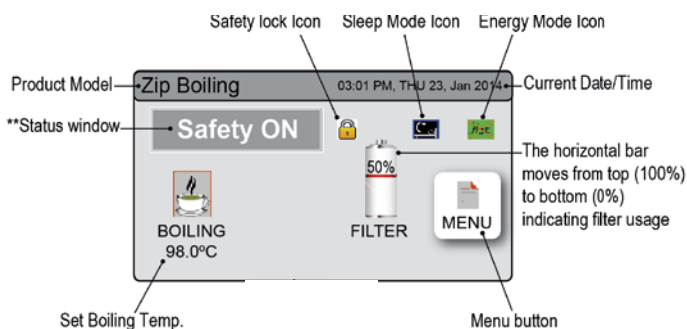 Safety lock Icon Sleep Mode Icon Energy Mode Icon
Product Model Zip Boiling 03:01 PM, THU 23, Jan 2014 Current Date/Time
**Status window Safety ON
The horizontal bar
moves from top (100%)
to bottom (0%)
indicating filter usage
50%
BOILING
98.0ºC
FILTER
MENU
Set Boiling Temp. Menu button